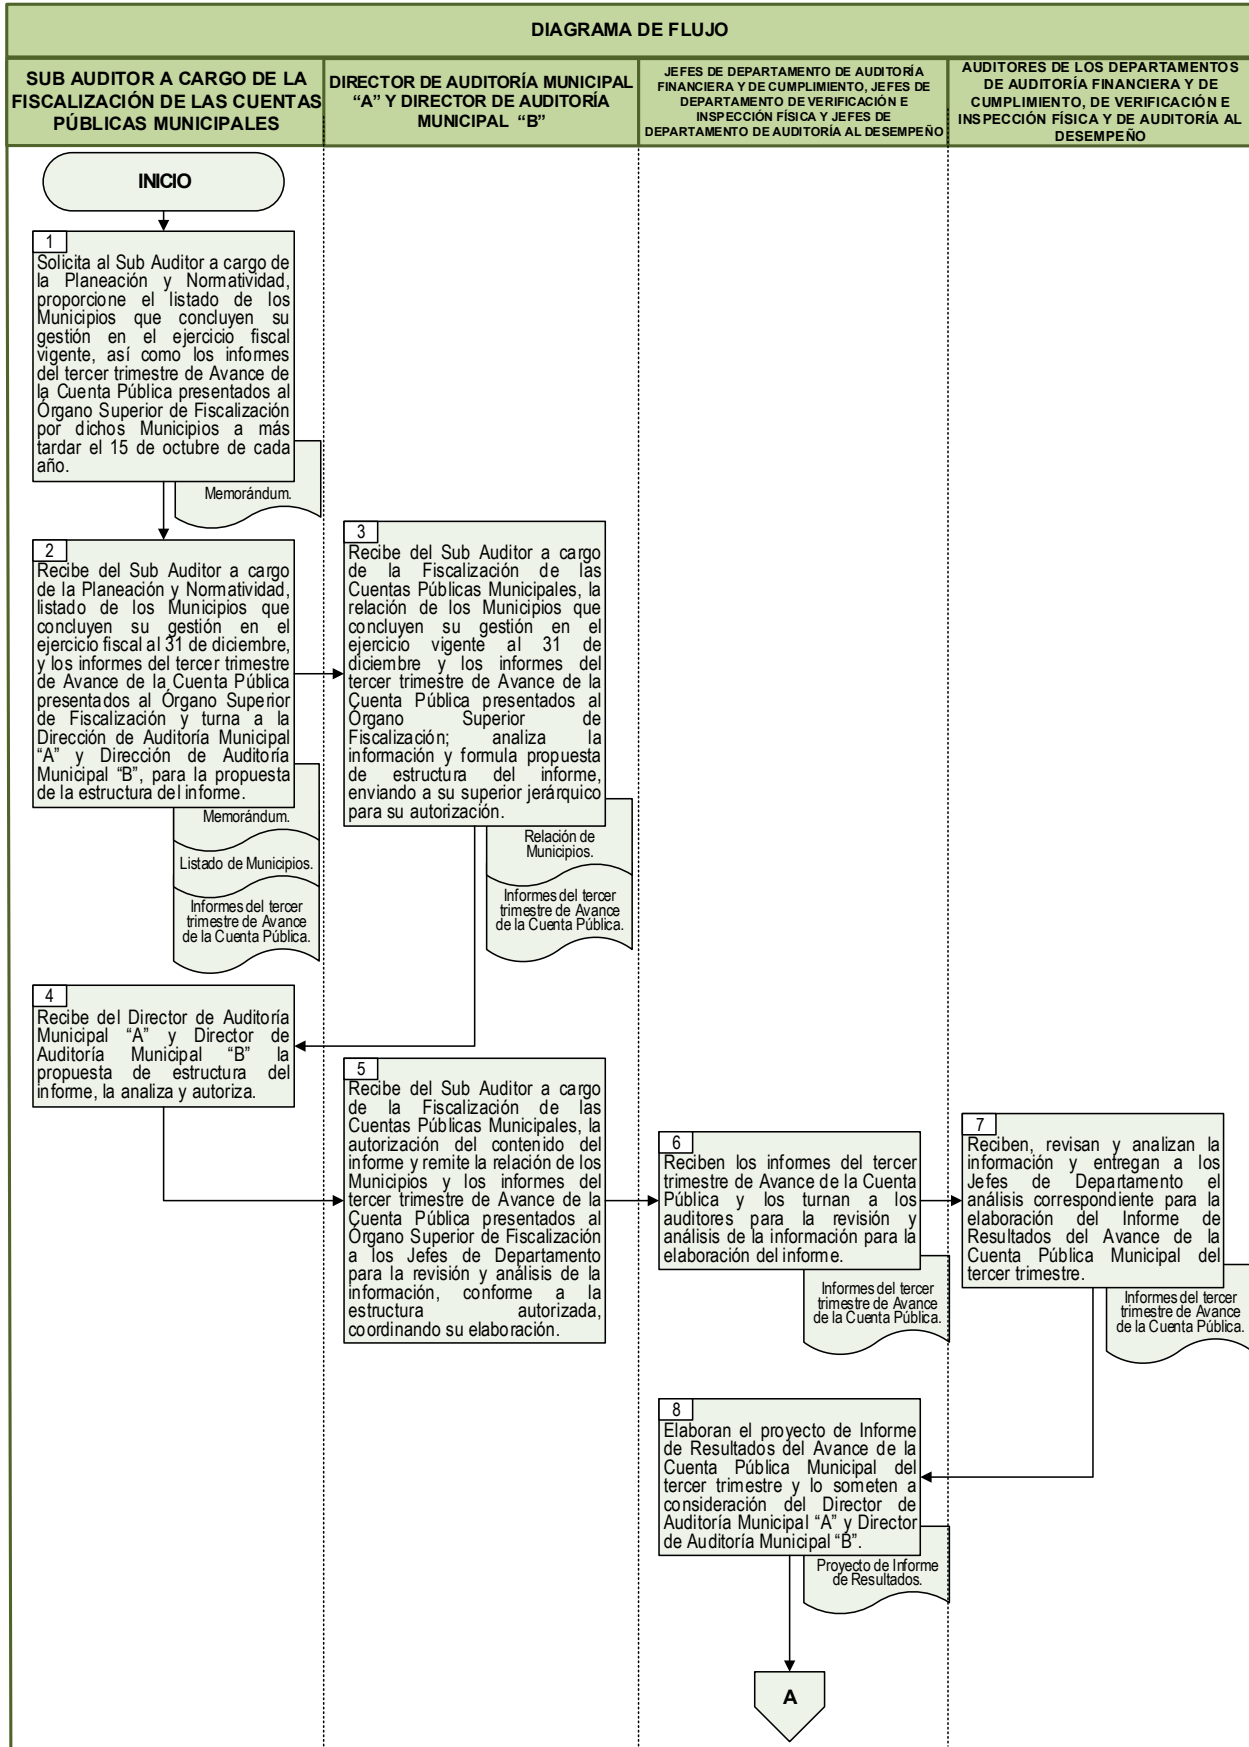 DIAGRAMA DE FLUJO
SUB AUDITOR A CARGO DE LA
FISCALIZACIÓN DE LAS CUENTAS
PÚBLICAS MUNICIPALES
DIRECTOR DE AUDITORÍA MUNICIPAL
“A” Y DIRECTOR DE AUDITORÍA
MUNICIPAL “B”
JEFES DE DEPARTAMENTO DE AUDITORÍA
FINANCIERA Y DE CUMPLIMIENTO, JEFES DE
DEPARTAMENTO DE VERIFICACIÓN E
INSPECCIÓN FÍSICA Y JEFES DE
DEPARTAMENTO DE AUDITORÍA AL DESEMPEÑO
AUDITORES DE LOS DEPARTAMENTOS
DE AUDITORÍA FINANCIERA Y DE
CUMPLIMIENTO, DE VERIFICACIÓN E
INSPECCIÓN FÍSICA Y DE AUDITORÍA AL
DESEMPEÑO
INICIO
1
Solicita al Sub Auditor a cargo de
la Planeación y Normatividad,
proporcione el listado de los
Municipios que concluyen su
gestión en el ejercicio fiscal
vigente, así como los informes
del tercer trimestre de Avance de
la Cuenta Pública presentados al
Órgano Superior de Fiscalización
por dichos Municipios a más
tardar el 15 de octubre de cada
año.
Memorándum.
2
Recibe del Sub Auditor a cargo
de la Planeación y Normatividad,
listado de los Municipios que
concluyen su gestión en el
ejercicio fiscal al 31 de diciembre,
y los informes del tercer trimestre
de Avance de la Cuenta Pública
presentados al Órgano Superior
de Fiscalización y turna a la
Dirección de Auditoría Municipal
“A” y Dirección de Auditoría
Municipal “B”, para la propuesta
de la estructura del informe.
Memorándum.
Listado de Municipios.
Informes del tercer
trimestre de Avance
de la Cuenta Pública.
3
Recibe del Sub Auditor a cargo
de la Fiscalización de las
Cuentas Públicas Municipales, la
relación de los Municipios que
concluyen su gestión en el
ejercicio vigente al 31 de
diciembre y los informes del
tercer trimestre de Avance de la
Cuenta Pública presentados al
Órgano Superior de
Fiscalización; analiza la
información y formula propuesta
de estructura del informe,
enviando a su superior jerárquico
para su autorización.
Relación de
Municipios.
Informes del tercer
trimestre de Avance
de la Cuenta Pública.
4
Recibe del Director de Auditoría
Municipal “A” y Director de
Auditoría Municipal “B” la
propuesta de estructura del
informe, la analiza y autoriza.
5
Recibe del Sub Auditor a cargo
de la Fiscalización de las
Cuentas Públicas Municipales, la
autorización del contenido del
informe y remite la relación de los
Municipios y los informes del
tercer trimestre de Avance de la
Cuenta Pública presentados al
Órgano Superior de Fiscalización
a los Jefes de Departamento
para la revisión y análisis de la
información, conforme a la
estructura autorizada,
coordinando su elaboración.
6
Reciben los informes del tercer
trimestre de Avance de la Cuenta
Pública y los turnan a los
auditores para la revisión y
análisis de la información para la
elaboración del informe.
Informes del tercer
trimestre de Avance
de la Cuenta Pública.
7
Reciben, revisan y analizan la
información y entregan a los
Jefes de Departamento el
análisis correspondiente para la
elaboración del Informe de
Resultados del Avance de la
Cuenta Pública Municipal del
tercer trimestre.
Informes del tercer
trimestre de Avance
de la Cuenta Pública.
8
Elaboran el proyecto de Informe
de Resultados del Avance de la
Cuenta Pública Municipal del
tercer trimestre y lo someten a
consideración del Director de
Auditoría Municipal “A” y Director
de Auditoría Municipal “B”.
Proyecto de Informe
de Resultados.
A